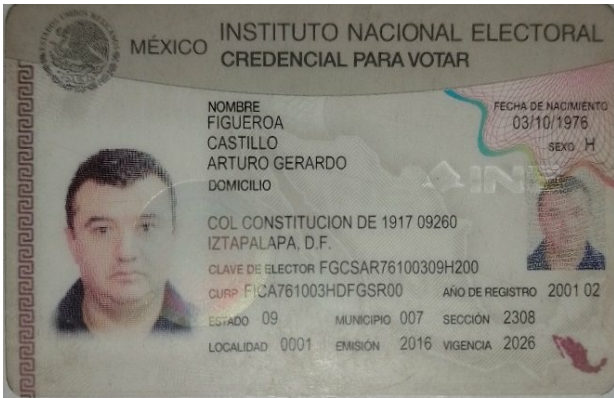 MÉXICO
INSTITUTO NACIONAL ELECTORAL
CREDENCIAL PARA VOTAR
NOMBRE
FIGUEROA
CASTILLO
ARTURO GERARDO
FECHA DE NACIMIENTO
03/10/1976
SEXO H
DOMICILIO
COL CONSTITUCION DE 1917 09260
IZTAPALAPA, D.F.
CLAVE DE ELECTOR FGCSAR76100309H200
CURP FICA761003HDFGSR00 AÑO DE REGISTRO 2001 02
ESTADO 09 MUNICIPIO 007 SECCIÓN 2308
LOCALIDAD 0001 EMISIÓN 2016 VIGENCIA 2026
INE